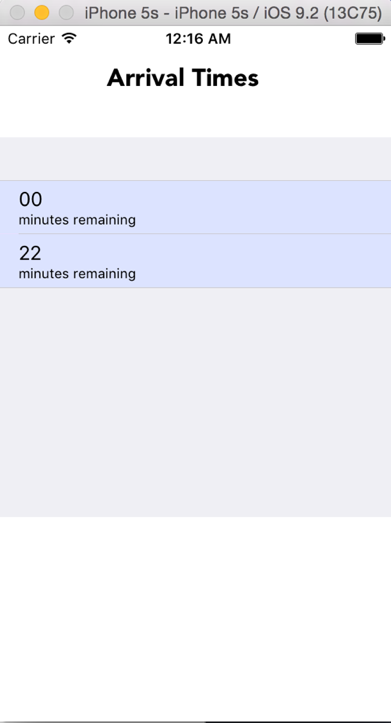 iPhone 5s - iPhone 5s / iOS 9.2 (13C75)
Carrier 12:16 AM
Arrival Times
00
minutes remaining
22
minutes remaining